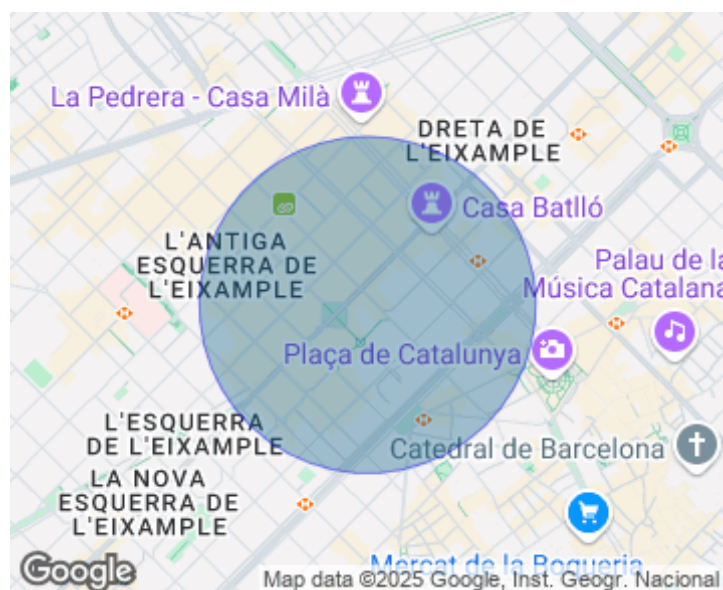 La Pedrera - Casa Milà
DRETA DE
L'EIXAMPLE
Casa Batlló
L'ANTIGA
ESQUERRA DE
L'EIXAMPLE
Palau de la
Música Catalana
Plaça de Catalunya
L'ESQUERRA
DE L'EIXAMPLE
Catedral de Barcelona
LA NOVA
ESQUERRA DE
L'EIXAMPLE
Mercat de la Boqueria
Google
Map data ©2025 Google, Inst. Geogr. Nacional